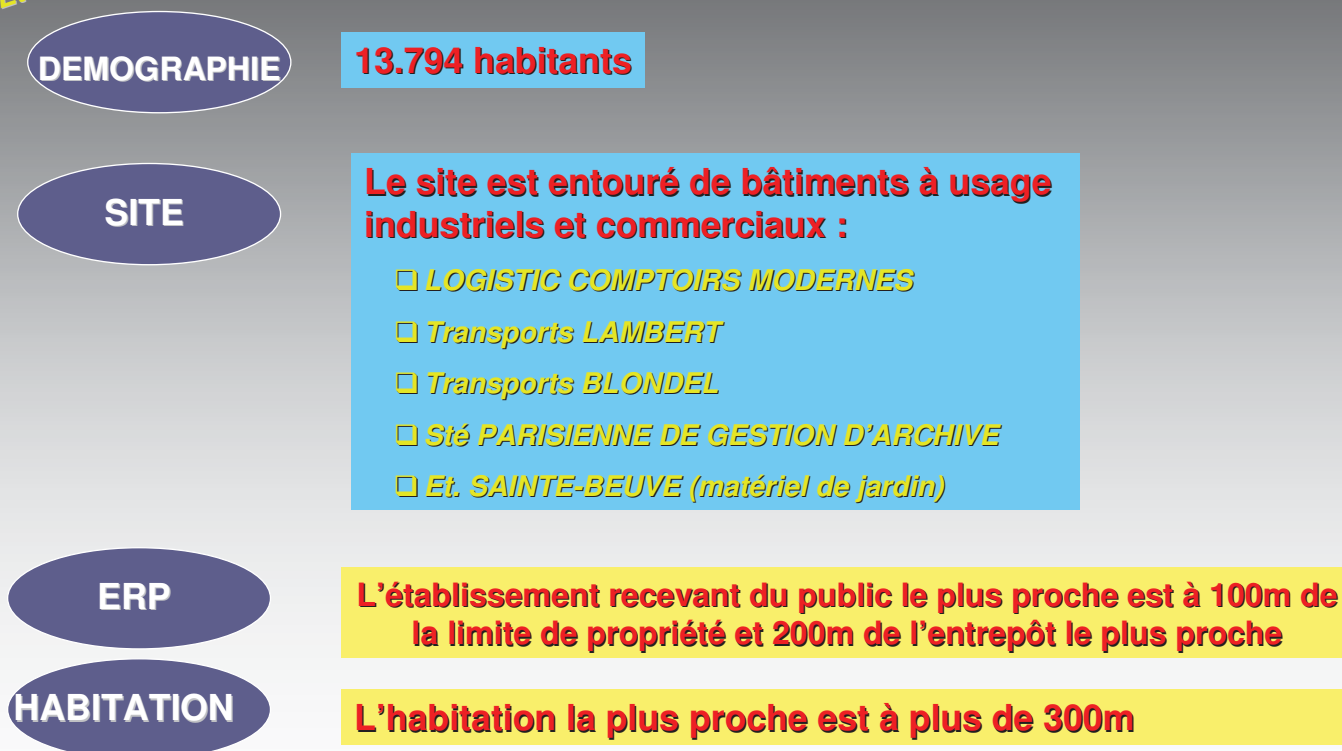 DEMOGRAPHIE
13.794 habitants
SITE
Le site est entouré de bâtiments à usage
industriels et commerciaux :
❑ LOGISTIC COMPTOIRS MODERNES
❑ Transports LAMBERT
❑ Transports BLONDEL
❑ Sté PARISIENNE DE GESTION D’ARCHIVE
❑ Et. SAINTE-BEUVE (matériel de jardin)
ERP
L’établissement recevant du public le plus proche est à 100m de
la limite de propriété et 200m de l’entrepôt le plus proche
HABITATION
L’habitation la plus proche est à plus de 300m